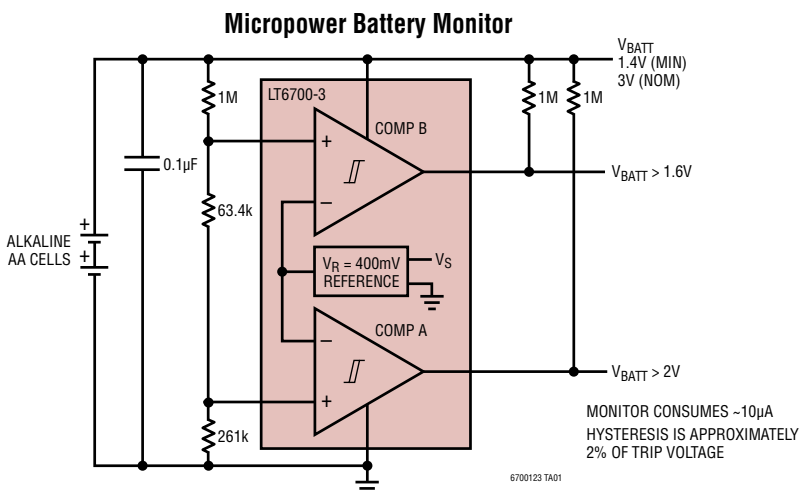 Micropower Battery Monitor
VBATT
1.4V (MIN)
3V (NOM)
LT6700-3
1M
1M
1M
COMP B
+
0.1µF
VBATT > 1.6V
–
63.4k
+
ALKALINE
AA CELLS
+
VR = 400mV
REFERENCE
VS
COMP A
–
VBATT > 2V
+
261k
MONITOR CONSUMES ~10µA
HYSTERESIS IS APPROXIMATELY
2% OF TRIP VOLTAGE
6700123 TA01